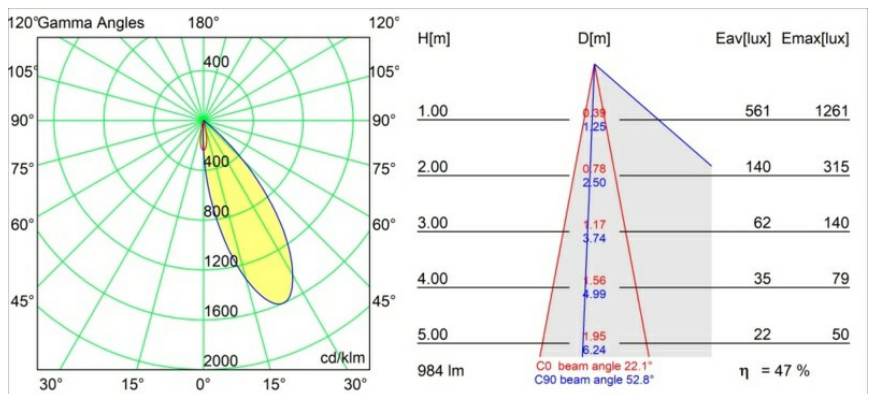 120° Gamma Angles 180° 120°
400
105° 105°
90° 90°
400
75° 75°
800
60° 60°
1200
45° 45°
1600
2000 cd/klm
30° 15° 0° 15° 30°
H[m] D[m] Eav[lux] Emax[lux]
1.00 0.39 561 1261
1.25
2.00 0.78 140 315
2.50
3.00 1.17 62 140
3.74
4.00 1.56 35 79
4.99
5.00 1.95 22 50
6.24
984 lm C0 beam angle 22.1° η = 47 %
C90 beam angle 52.8°